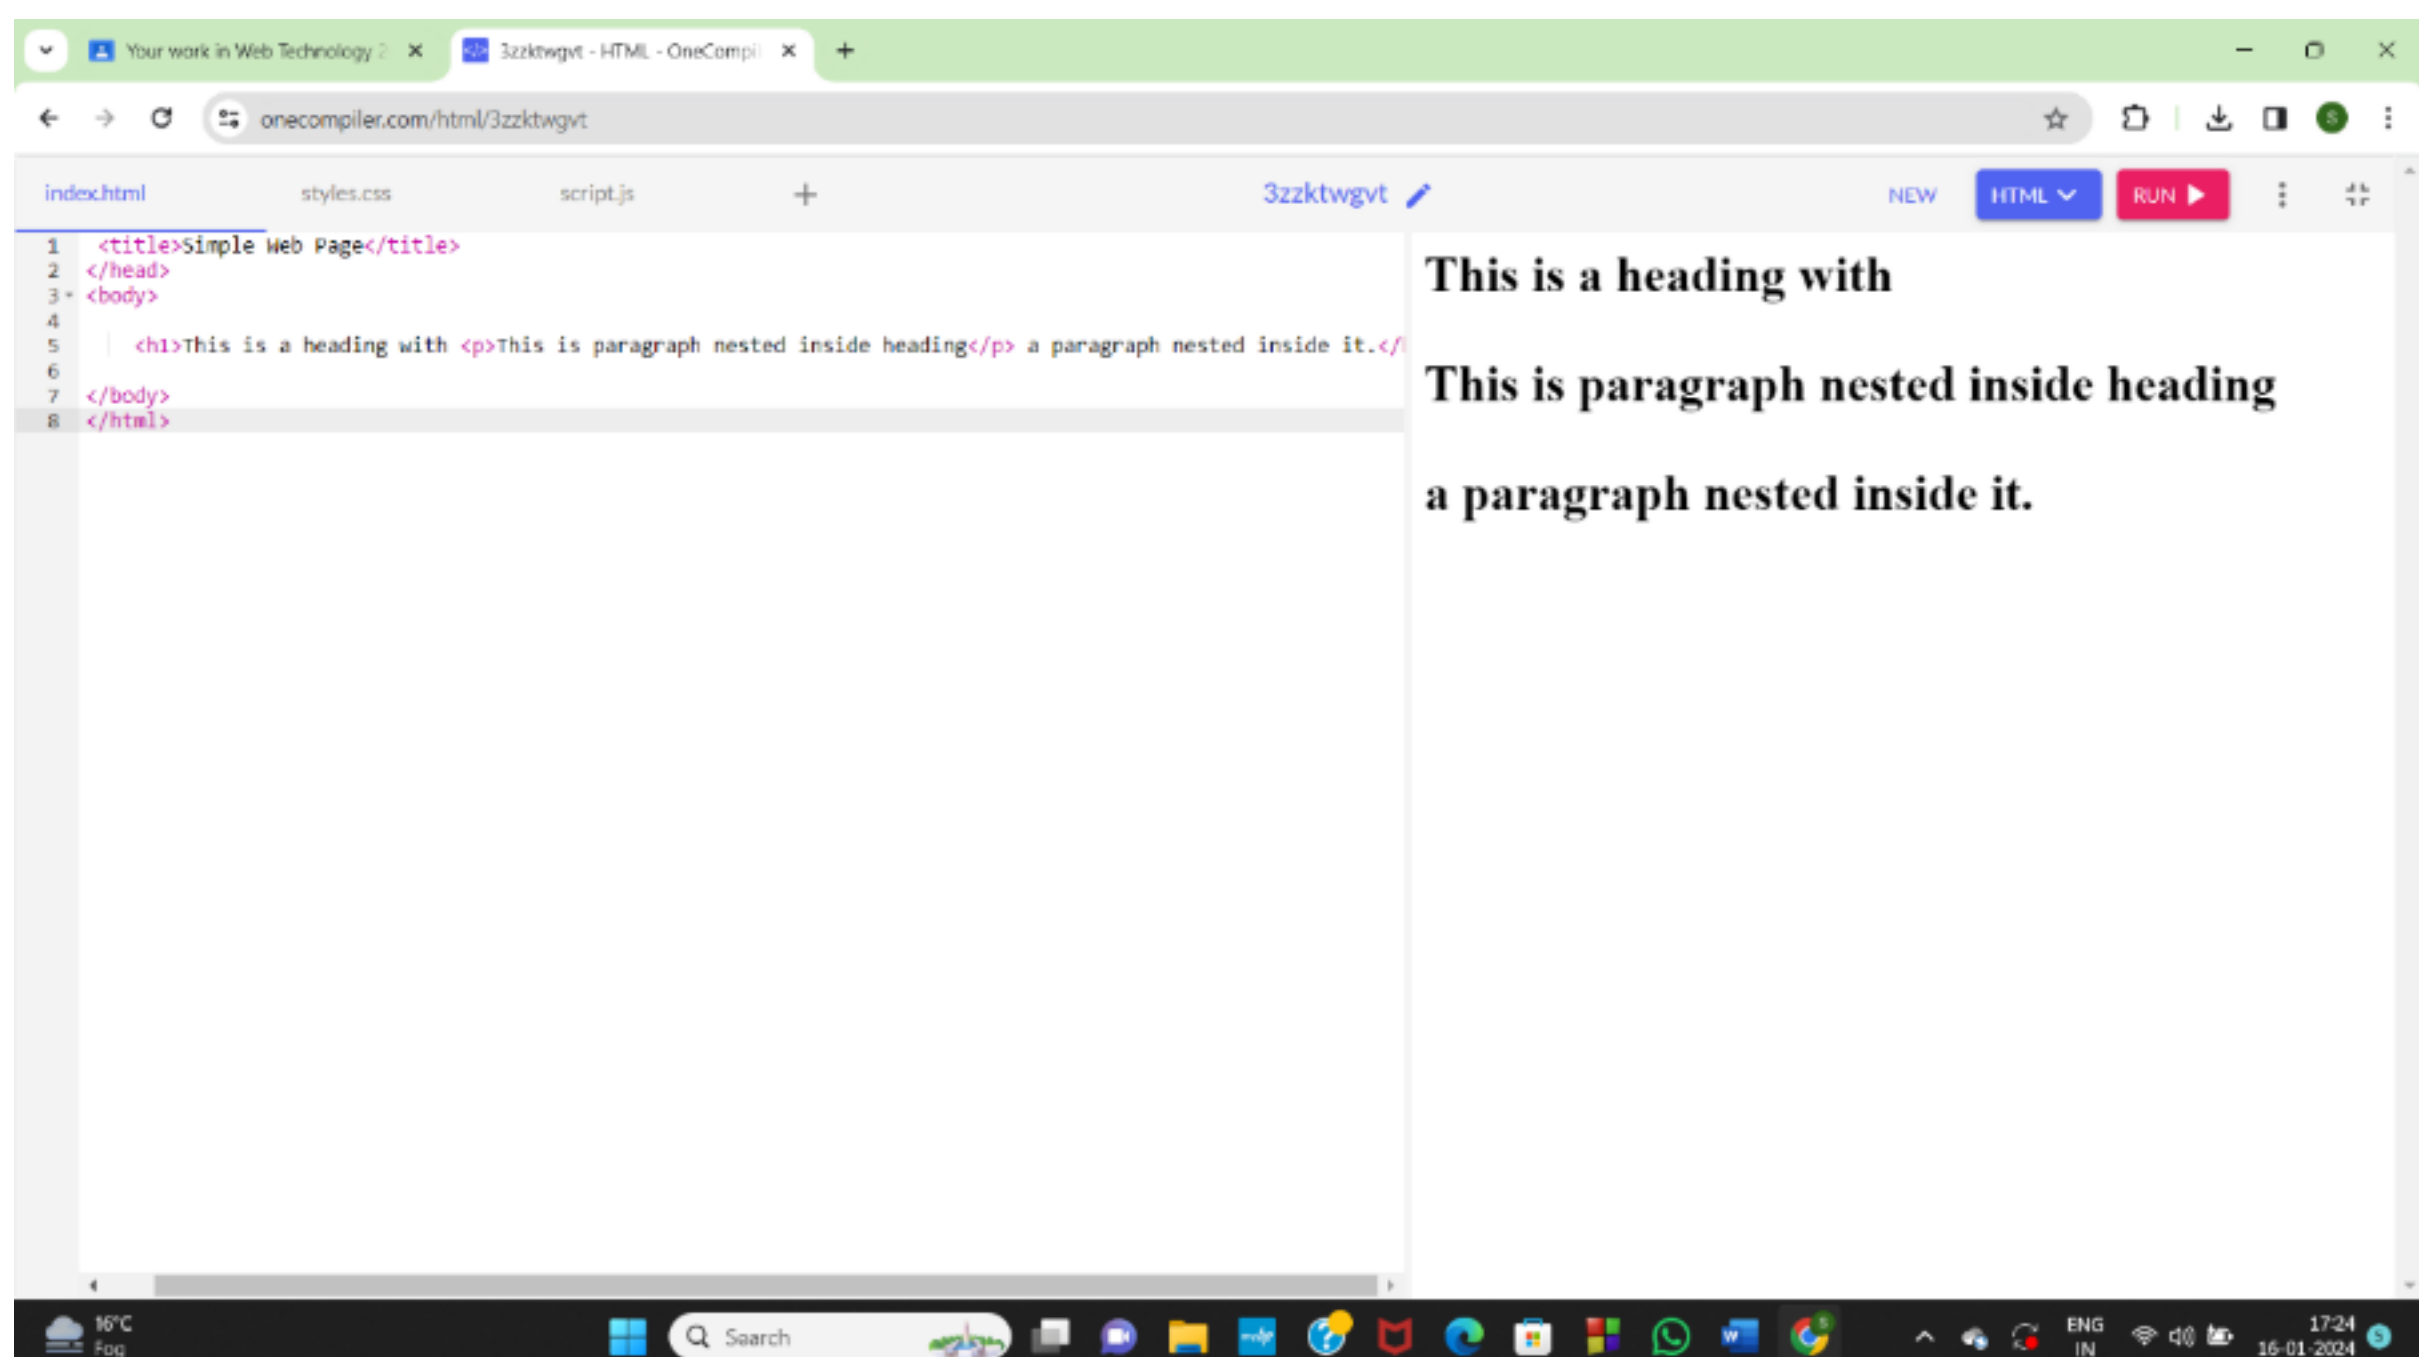 Your work in Web Technology 2
3zzktwgvt - HTML - OneCompil
onecompiler.com/html/3zzktwgvt
S
index.html styles.css script.js 3zzktwgvt NEW HTML RUN
1 <title>Simple Web Page</title>
2 </head>
3 <body>
4
5 <h1>This is a heading with <p>This is paragraph nested inside heading</p> a paragraph nested inside it.</
6
7 </body>
8 </html>
This is a heading with
This is paragraph nested inside heading
a paragraph nested inside it.
16°C
Fog
Search
W
S
ENG
IN
17:24
16-01-2024
5